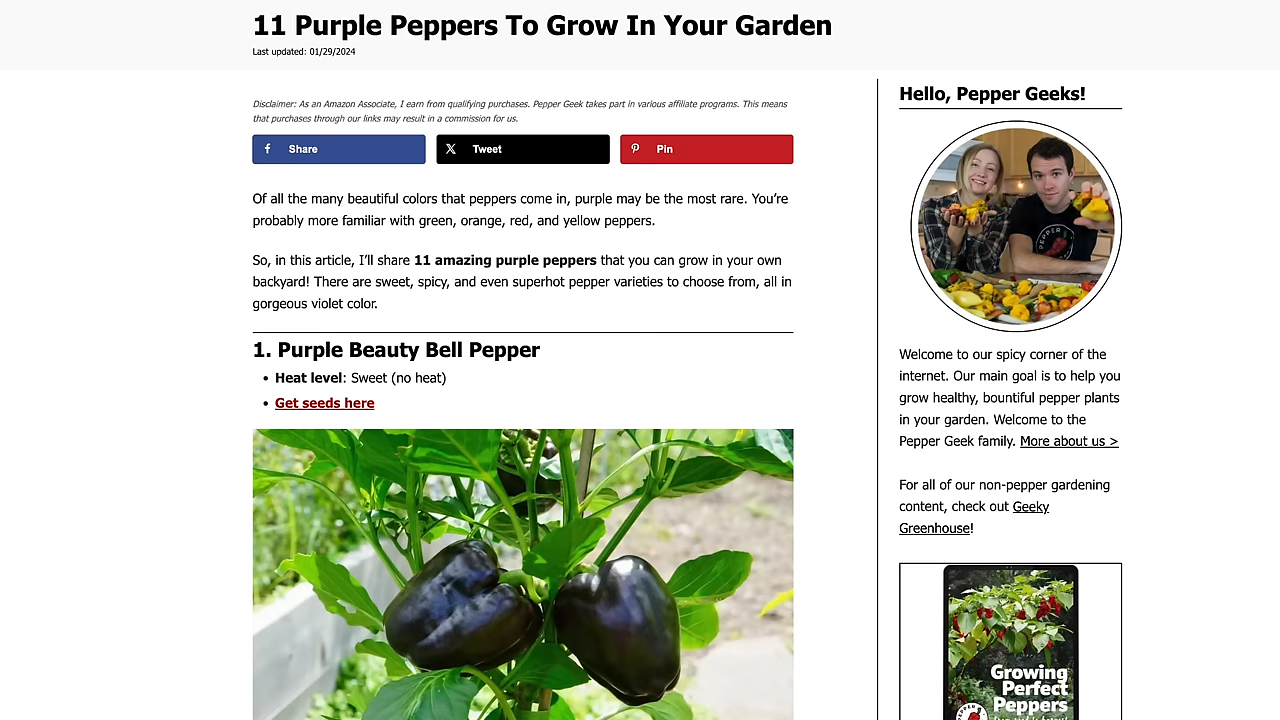 11 Purple Peppers To Grow In Your Garden
Last updated: 01/29/2024
Disclaimer: As an Amazon Associate, I earn from qualifying purchases. Pepper Geek takes part in various affiliate programs. This means
that purchases through our links may result in a commission for us.
Share
Tweet
Pin
Of all the many beautiful colors that peppers come in, purple may be the most rare. You're
probably more familiar with green, orange, red, and yellow peppers.
So, in this article, I'll share 11 amazing purple peppers that you can grow in your own
backyard! There are sweet, spicy, and even superhot pepper varieties to choose from, all in
gorgeous violet color.
1. Purple Beauty Bell Pepper
• Heat level: Sweet (no heat)
• Get seeds here
Hello, Pepper Geeks!
PEPPER
Welcome to our spicy corner of the
internet. Our main goal is to help you
grow healthy, bountiful pepper plants
in your garden. Welcome to the
Pepper Geek family. More about us >
For all of our non-pepper gardening
content, check out Geeky
Greenhouse!
Growing
Perfect
Peppers